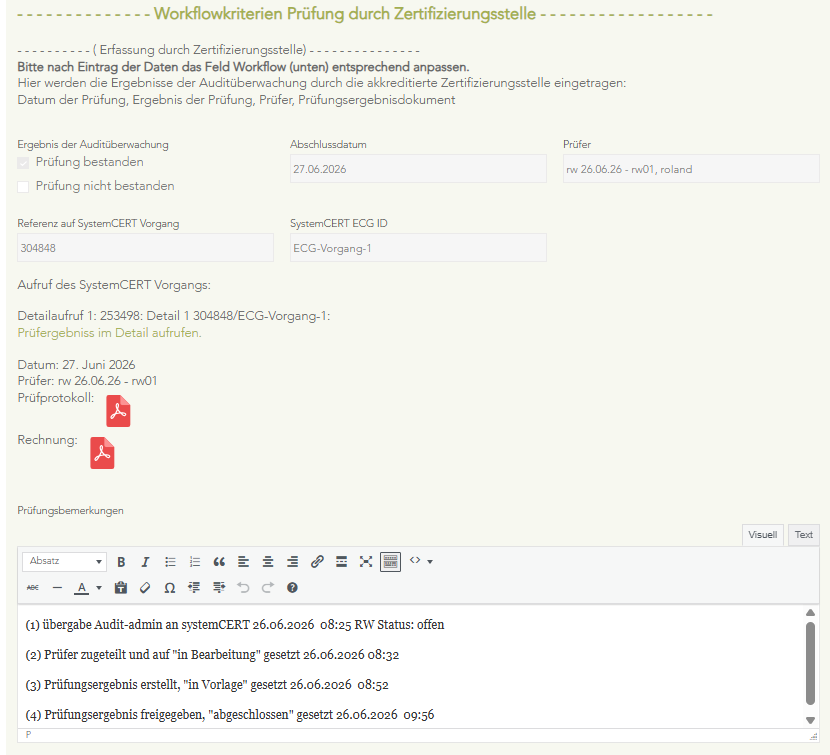 - - - - - - - - - - - - - - Workflowkriterien Prüfung durch Zertifizierungsstelle - - - - - - - - - - - - - - - - - -
- - - - - - - - - - ( Erfassung durch Zertifizierungsstelle) - - - - - - - - - - - - - - -
Bitte nach Eintrag der Daten das Feld Workflow (unten) entsprechend anpassen.
Hier werden die Ergebnisse der Auditüberwachung durch die akkreditierte Zertifizierungsstelle eingetragen:
Datum der Prüfung, Ergebnis der Prüfung, Prüfer, Prüfungsergebnisdokument
Ergebnis der Auditüberwachung
Prüfung bestanden
Prüfung nicht bestanden
Abschlussdatum
27.06.2026
Prüfer
rw 26.06.26 - rw01, roland
Referenz auf SystemCERT Vorgang
304848
SystemCERT ECG ID
ECG-Vorgang-1
Aufruf des SystemCERT Vorgangs:
Detailaufruf 1: 253498: Detail 1 304848/ECG-Vorgang-1:
Prüfergebniss im Detail aufrufen.
Datum: 27. Juni 2026
Prüfer: rw 26.06.26 - rw01
Prüfprotokoll:
Rechnung:
Prüfungsbemerkungen
Visuell Text
Absatz B I
ABC A Ω
(1) übergabe Audit-admin an systemCERT 26.06.2026 08:25 RW Status: offen
(2) Prüfer zugeteilt und auf "in Bearbeitung" gesetzt 26.06.2026 08:32
(3) Prüfungsergebnis erstellt, "in Vorlage" gesetzt 26.06.2026 08:52
(4) Prüfungsergebnis freigegeben, "abgeschlossen" gesetzt 26.06.2026 09:56
P